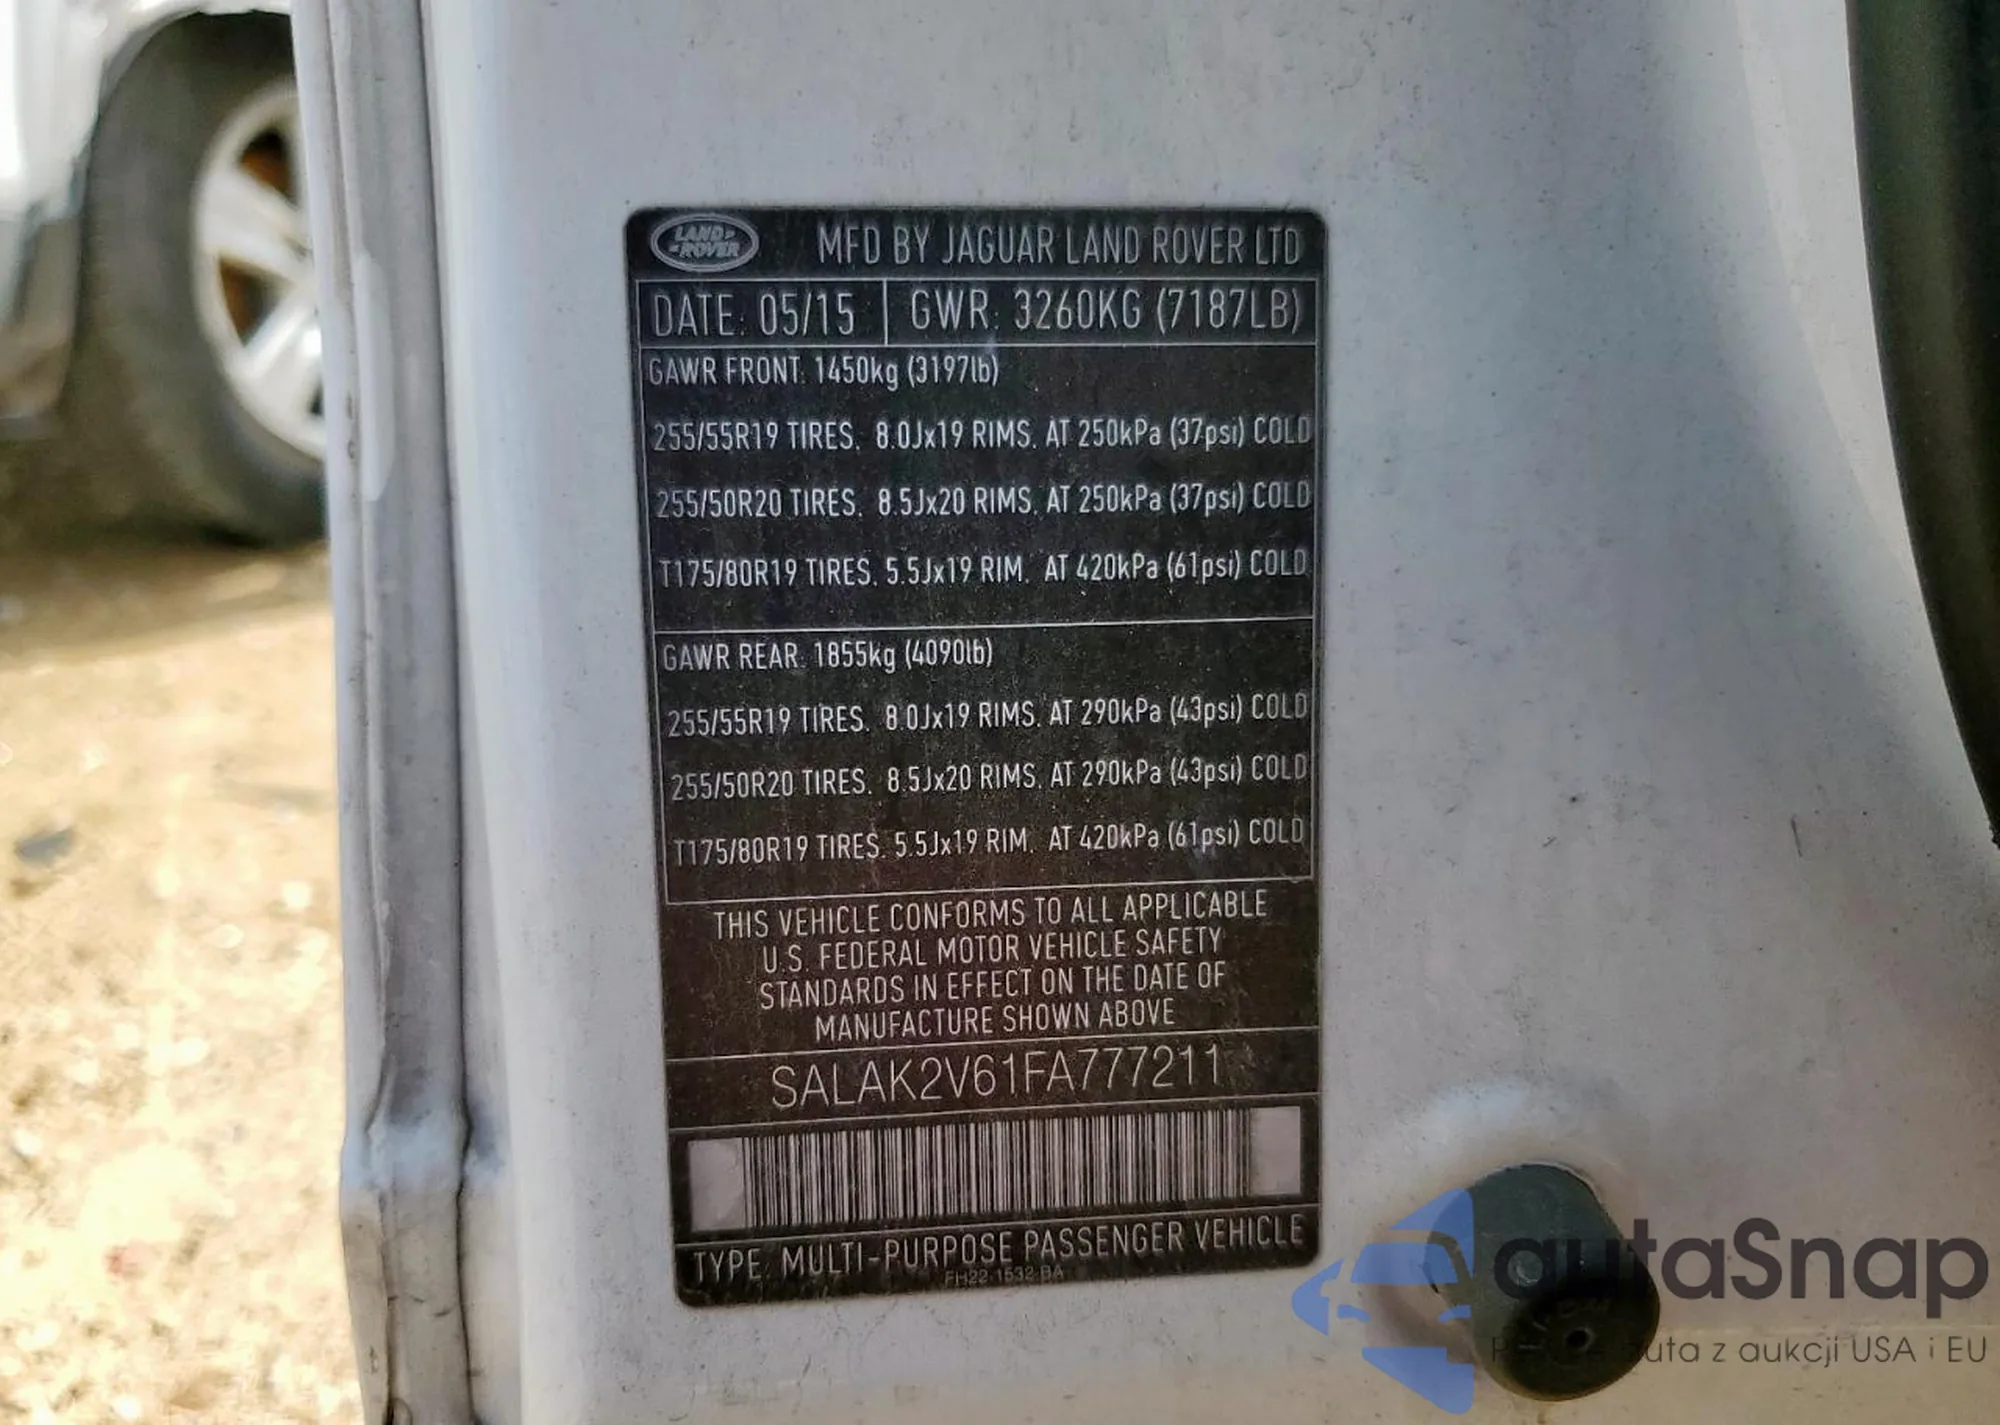 LAND
ROVER
MFD BY JAGUAR LAND ROVER LTD
DATE: 05/15 GWR: 3260KG (7187LB)
GAWR FRONT: 1450kg (3197lb)
255/55R19 TIRES. 8.0Jx19 RIMS. AT 250kPa (37psi) COLD
255/50R20 TIRES. 8.5Jx20 RIMS. AT 250kPa (37psi) COLD
T175/80R19 TIRES. 5.5Jx19 RIM. AT 420kPa (61psi) COLD
GAWR REAR: 1855kg (4090lb)
255/55R19 TIRES. 8.0Jx19 RIMS. AT 290kPa (43psi) COLD
255/50R20 TIRES. 8.5Jx20 RIMS. AT 290kPa (43psi) COLD
T175/80R19 TIRES. 5.5Jx19 RIM. AT 420kPa (61psi) COLD
THIS VEHICLE CONFORMS TO ALL APPLICABLE
U.S. FEDERAL MOTOR VEHICLE SAFETY
STANDARDS IN EFFECT ON THE DATE OF
MANUFACTURE SHOWN ABOVE
SALAK2V61FA777211
TYPE: MULTI-PURPOSE PASSENGER VEHICLE
FH22 1532 BA
autaSnap
auta z aukcji USA i EU